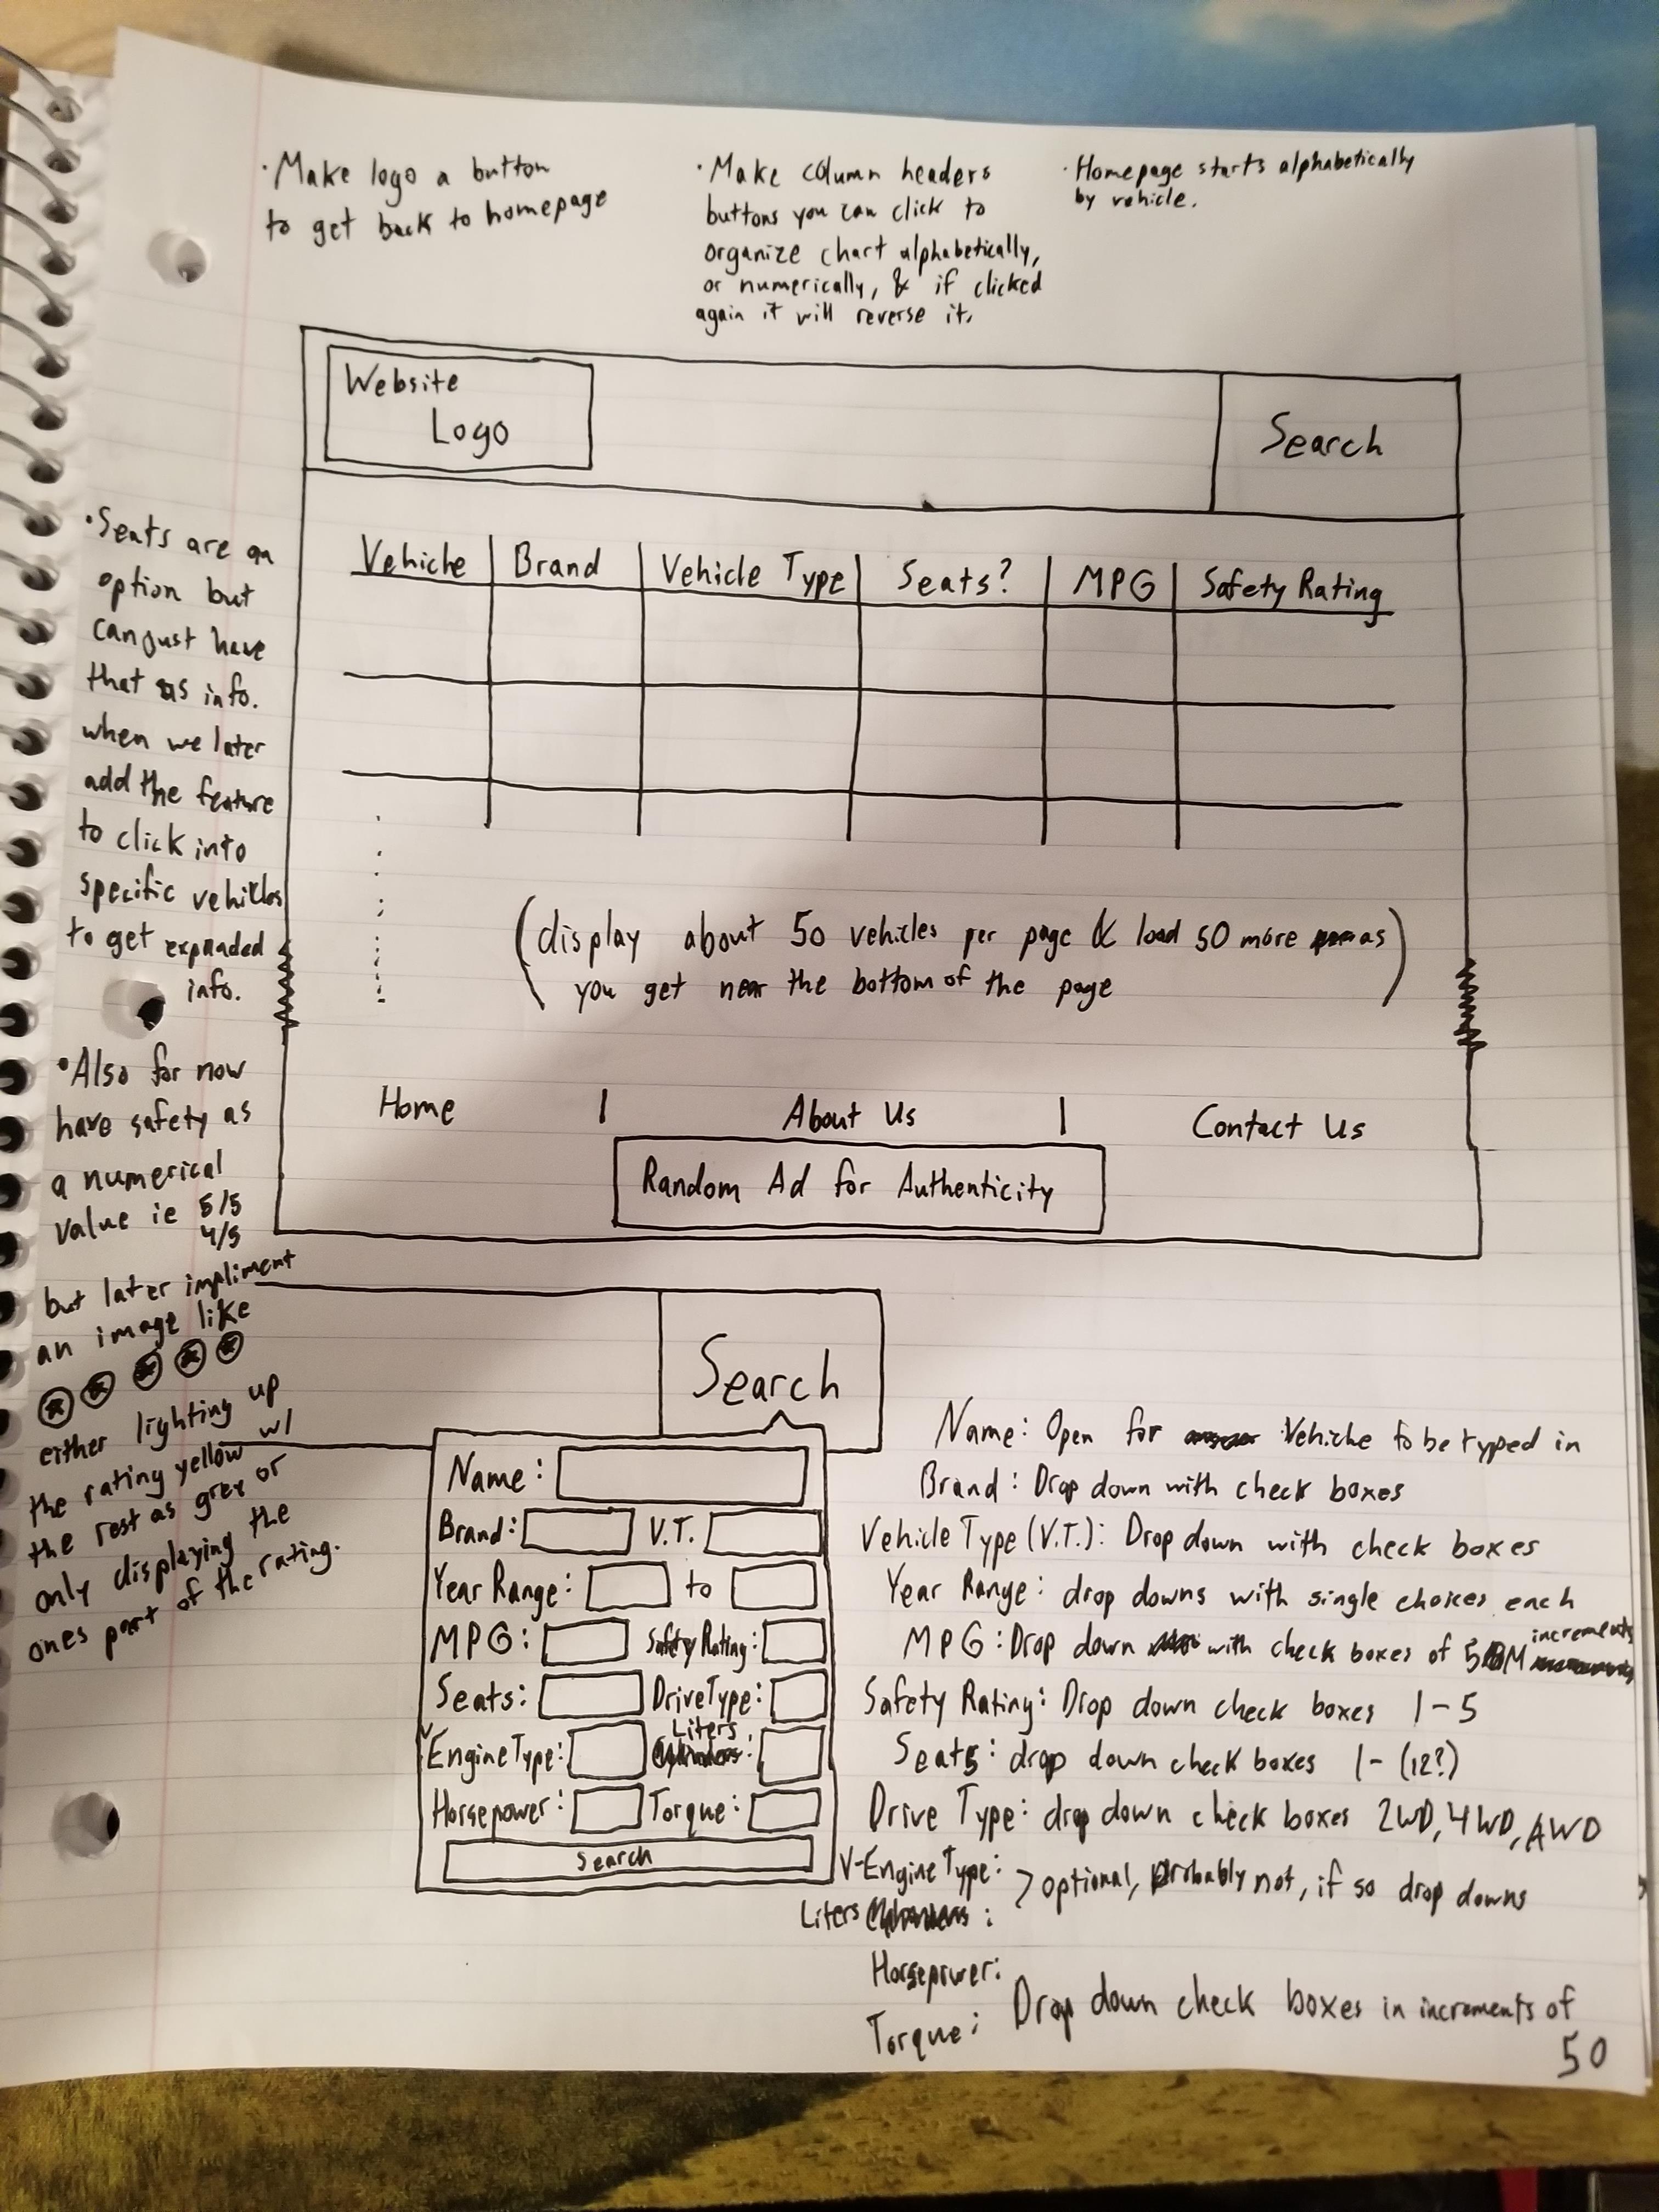 · Make logo a button
to get back to homepage
· Make column headers
buttons you can click to
organize chart alphabetically,
or numerically, & if clicked
again it will reverse it.
· Homepage starts alphabetically
by vehicle.
Website
Logo
Search
Vehicle | Brand | Vehicle Type | Seats? | MPG | Safety Rating
(display about 50 vehicles per page & load 50 more as
you get near the bottom of the page)
Home | About Us | Contact Us
Random Ad for Authenticity
· Seats are an
option but
can just have
that as info.
when we later
add the feature
to click into
specific vehicles
to get expanded
info.
· Also for now
have safety as
a numerical
value ie 5/5
4/5
but later impliment
an image like
either lighting up
the rating yellow w/
the rest as grey or
only displaying the
ones part of the rating.
Search
Name:
Brand: V.T.:
Year Range: to
MPG: Safety Rating:
Seats: Drive Type:
V-Engine Type: Liters:
Horsepower: Torque:
Search
Name: Open for Vehicle to be typed in
Brand: Drop down with check boxes
Vehicle Type (V.T.): Drop down with check boxes
Year Range: drop downs with single choices each
MPG: Drop down with check boxes of 5 increments
Safety Rating: Drop down check boxes 1-5
Seats: drop down check boxes 1-(12?)
Drive Type: drop down check boxes 2WD, 4WD, AWD
V-Engine Type: > optional, probably not, if so drop downs
Liters:
Horsepower:
Torque: Drop down check boxes in increments of
50